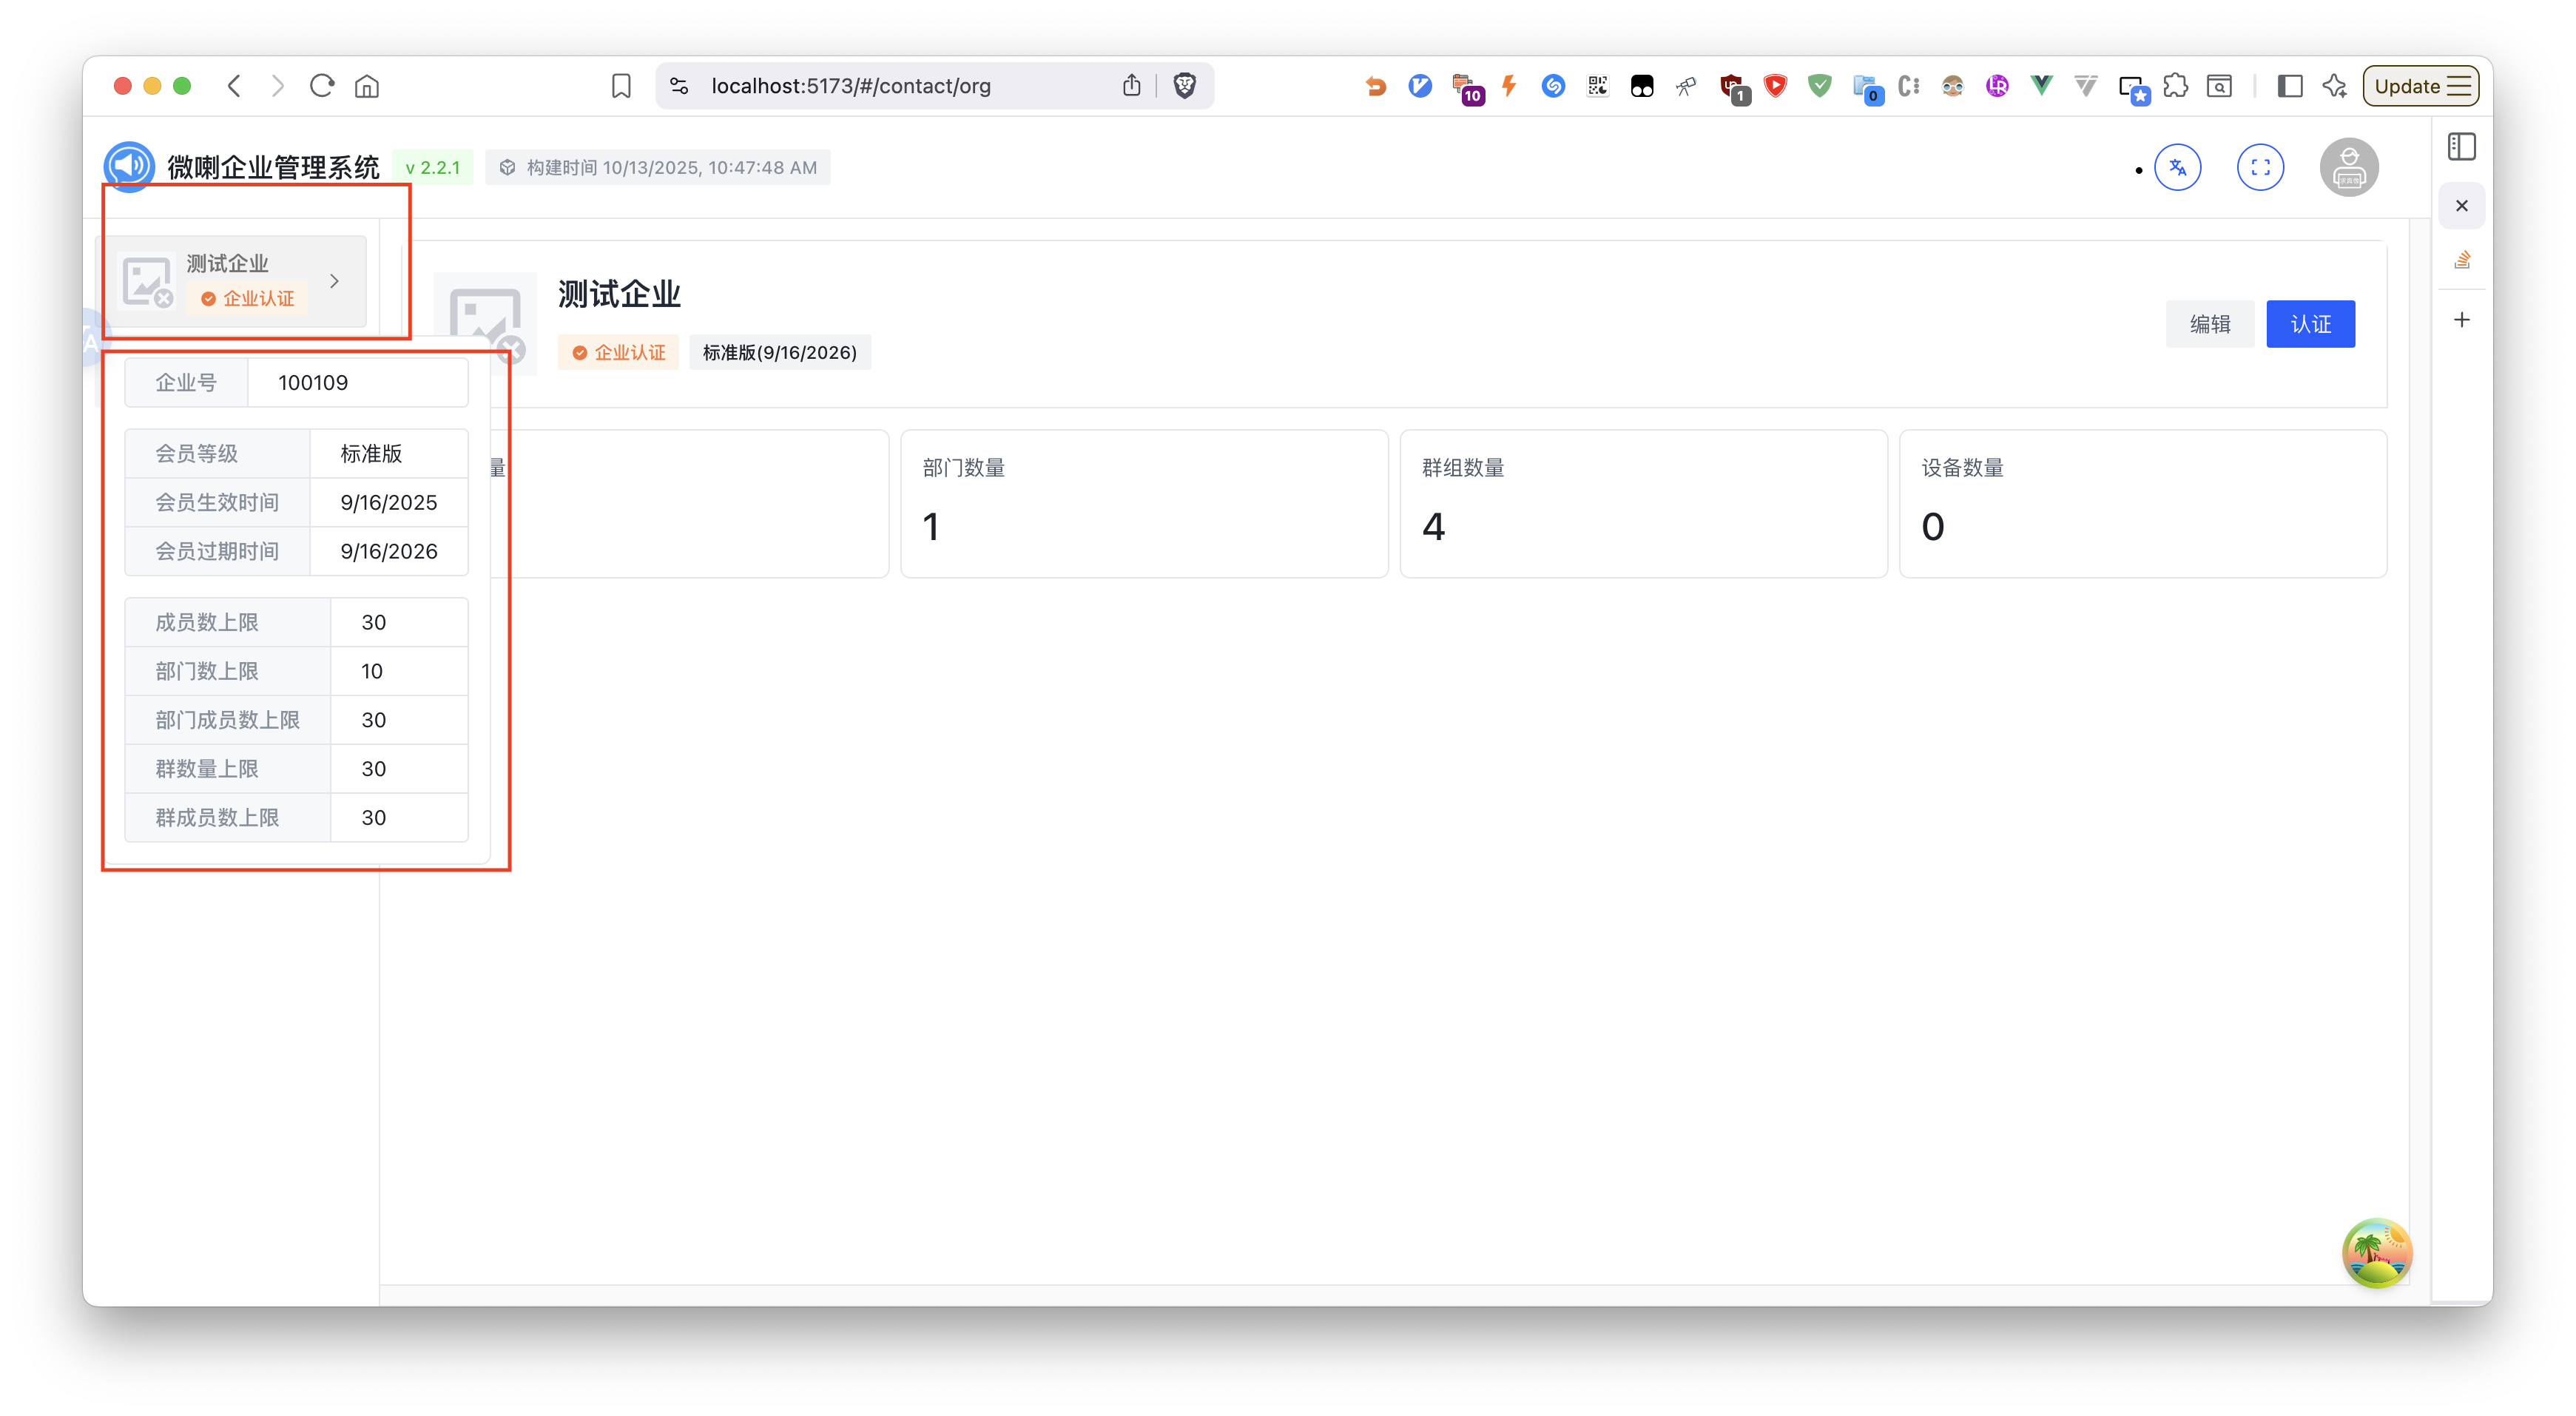 localhost:5173/#/contact/org
10
1
0
Update
微喇企业管理系统
v 2.2.1
构建时间 10/13/2025, 10:47:48 AM
测试企业
企业认证
测试企业
企业认证
标准版(9/16/2026)
编辑
认证
企业号 100109
会员等级 标准版
会员生效时间 9/16/2025
会员过期时间 9/16/2026
成员数上限 30
部门数上限 10
部门成员数上限 30
群数量上限 30
群成员数上限 30
量
部门数量
1
群组数量
4
设备数量
0